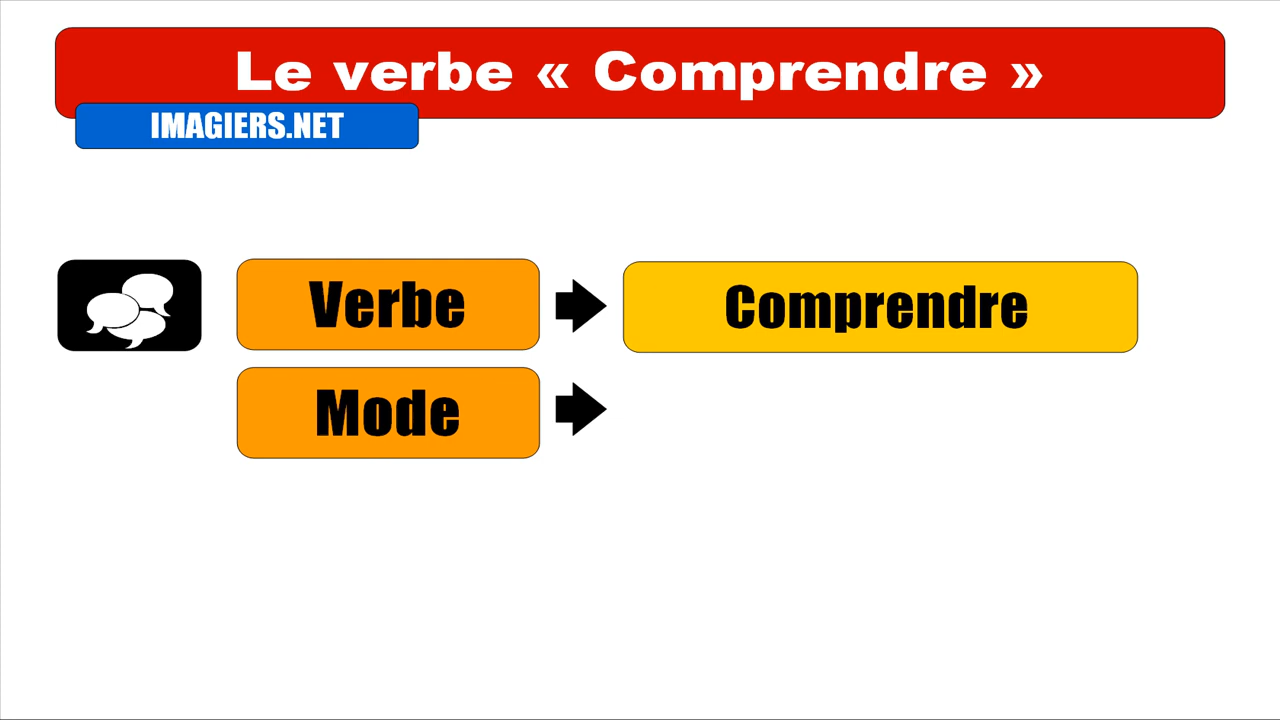 Le verbe « Comprendre »
IMAGIERS.NET
Verbe
Comprendre
Mode